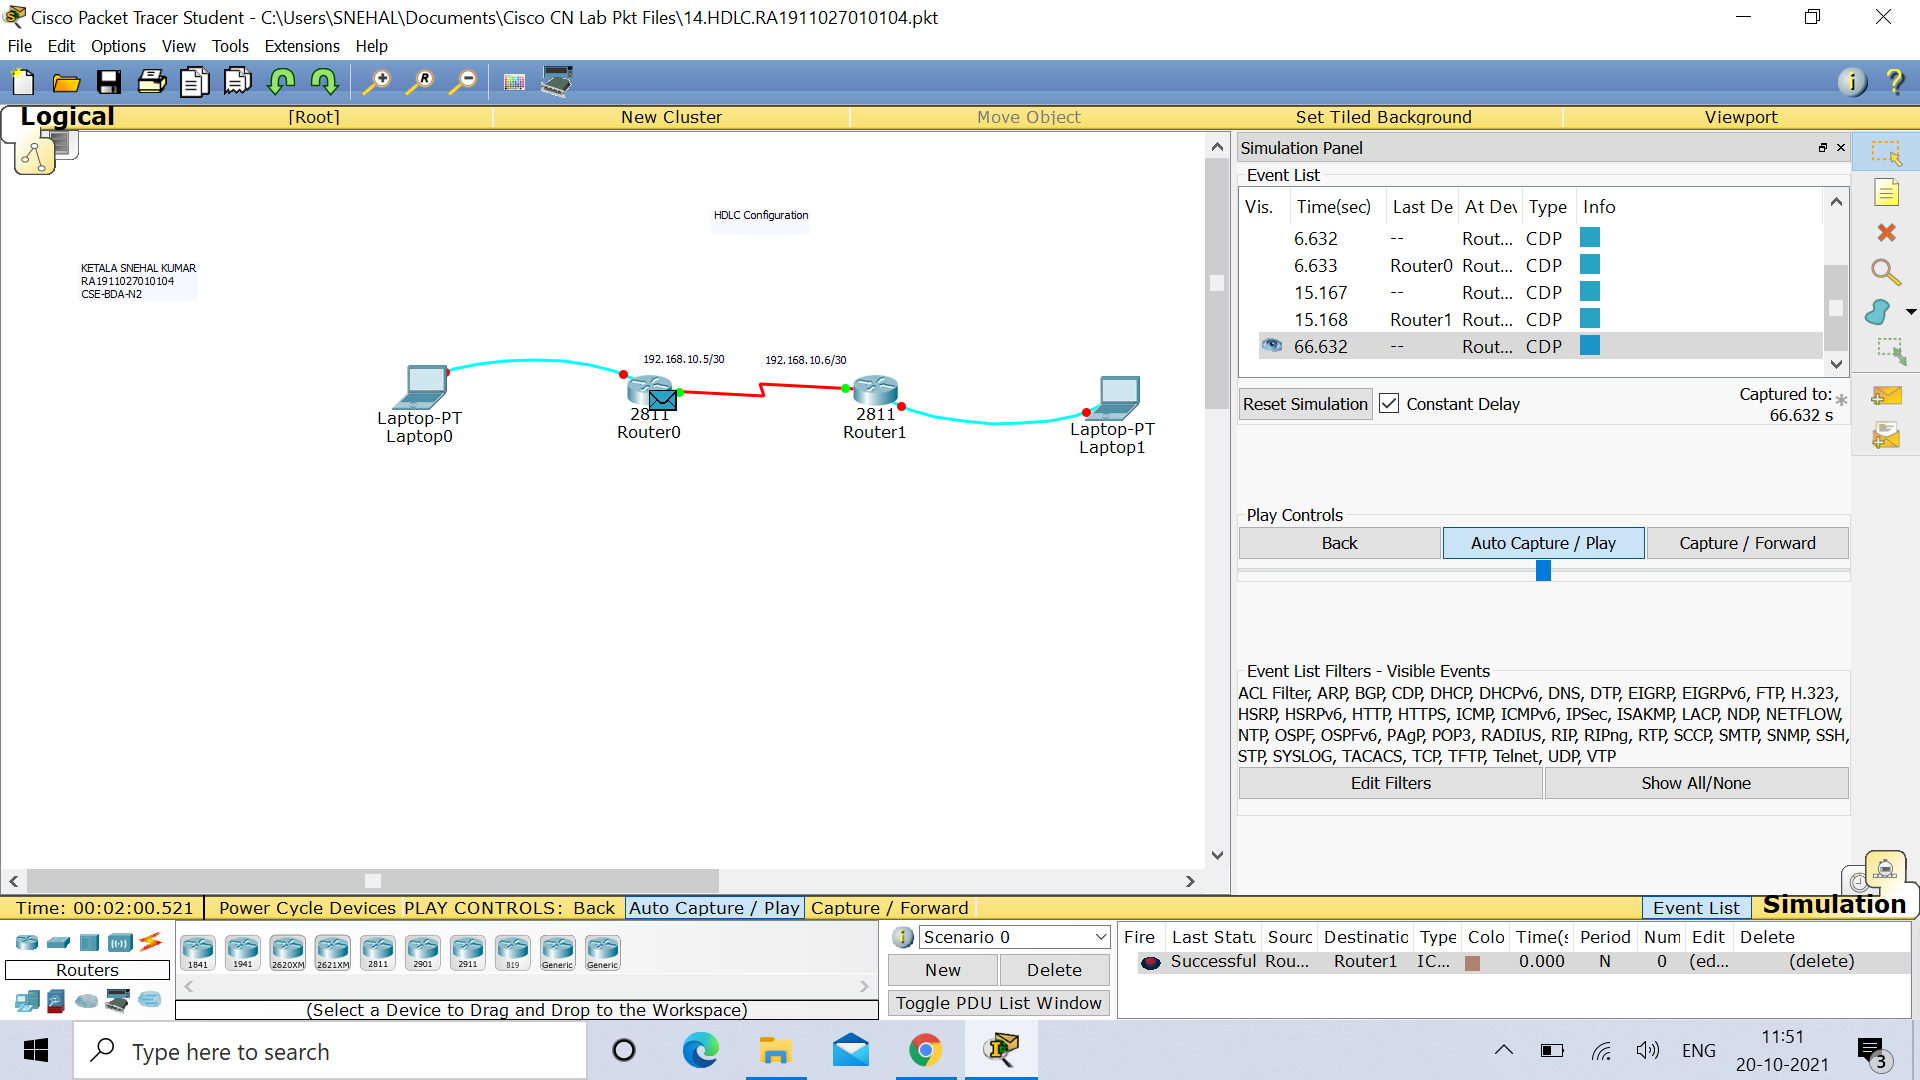 Cisco Packet Tracer Student - C:\Users\SNEHAL\Documents\Cisco CN Lab Pkt Files\14.HDLC.RA1911027010104.pkt
File Edit Options View Tools Extensions Help
Logical [Root] New Cluster Move Object Set Tiled Background Viewport
HDLC Configuration
KETALA SNEHAL KUMAR
RA1911027010104
CSE-BDA-N2
192.168.10.5/30 192.168.10.6/30
Laptop-PT
Laptop0
2811
Router0
2811
Router1
Laptop-PT
Laptop1
Simulation Panel
Event List
Vis. Time(sec) Last De At Dev Type Info
6.632 -- Rout... CDP
6.633 Router0 Rout... CDP
15.167 -- Rout... CDP
15.168 Router1 Rout... CDP
66.632 -- Rout... CDP
Reset Simulation Constant Delay Captured to: *
66.632 s
Play Controls
Back Auto Capture / Play Capture / Forward
Event List Filters - Visible Events
ACL Filter, ARP, BGP, CDP, DHCP, DHCPv6, DNS, DTP, EIGRP, EIGRPv6, FTP, H.323,
HSRP, HSRPv6, HTTP, HTTPS, ICMP, ICMPv6, IPSec, ISAKMP, LACP, NDP, NETFLOW,
NTP, OSPF, OSPFv6, PAgP, POP3, RADIUS, RIP, RIPng, RTP, SCCP, SMTP, SNMP, SSH,
STP, SYSLOG, TACACS, TCP, TFTP, Telnet, UDP, VTP
Edit Filters Show All/None
Time: 00:02:00.521 Power Cycle Devices PLAY CONTROLS: Back Auto Capture / Play Capture / Forward Event List Simulation
Routers
1841 1941 2620XM 2621XM 2811 2901 2911 819 Generic Generic
(Select a Device to Drag and Drop to the Workspace)
Scenario 0
New Delete
Toggle PDU List Window
Fire Last Statu Sourc Destinatio Type Colo Time(s Period Num Edit Delete
Successful Rou... Router1 IC... 0.000 N 0 (ed... (delete)
Type here to search
ENG
11:51
20-10-2021
3